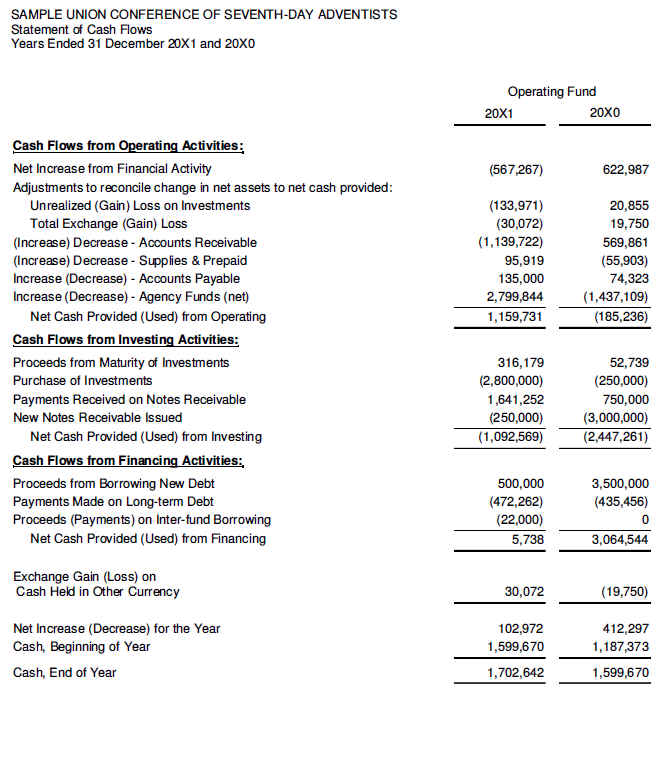 SAMPLE UNION CONFERENCE OF SEVENTH-DAY ADVENTISTS
Statement of Cash Flows
Years Ended 31 December 20X1 and 20X0
Operating Fund
20X1 20X0
Cash Flows from Operating Activities:
Net Increase from Financial Activity (567,267) 622,987
Adjustments to reconcile change in net assets to net cash provided:
Unrealized (Gain) Loss on Investments (133,971) 20,855
Total Exchange (Gain) Loss (30,072) 19,750
(Increase) Decrease - Accounts Receivable (1,139,722) 569,861
(Increase) Decrease - Supplies & Prepaid 95,919 (55,903)
Increase (Decrease) - Accounts Payable 135,000 74,323
Increase (Decrease) - Agency Funds (net) 2,799,844 (1,437,109)
Net Cash Provided (Used) from Operating 1,159,731 (185,236)
Cash Flows from Investing Activities:
Proceeds from Maturity of Investments 316,179 52,739
Purchase of Investments (2,800,000) (250,000)
Payments Received on Notes Receivable 1,641,252 750,000
New Notes Receivable Issued (250,000) (3,000,000)
Net Cash Provided (Used) from Investing (1,092,569) (2,447,261)
Cash Flows from Financing Activities:
Proceeds from Borrowing New Debt 500,000 3,500,000
Payments Made on Long-term Debt (472,262) (435,456)
Proceeds (Payments) on Inter-fund Borrowing (22,000) 0
Net Cash Provided (Used) from Financing 5,738 3,064,544
Exchange Gain (Loss) on
Cash Held in Other Currency 30,072 (19,750)
Net Increase (Decrease) for the Year 102,972 412,297
Cash, Beginning of Year 1,599,670 1,187,373
Cash, End of Year 1,702,642 1,599,670